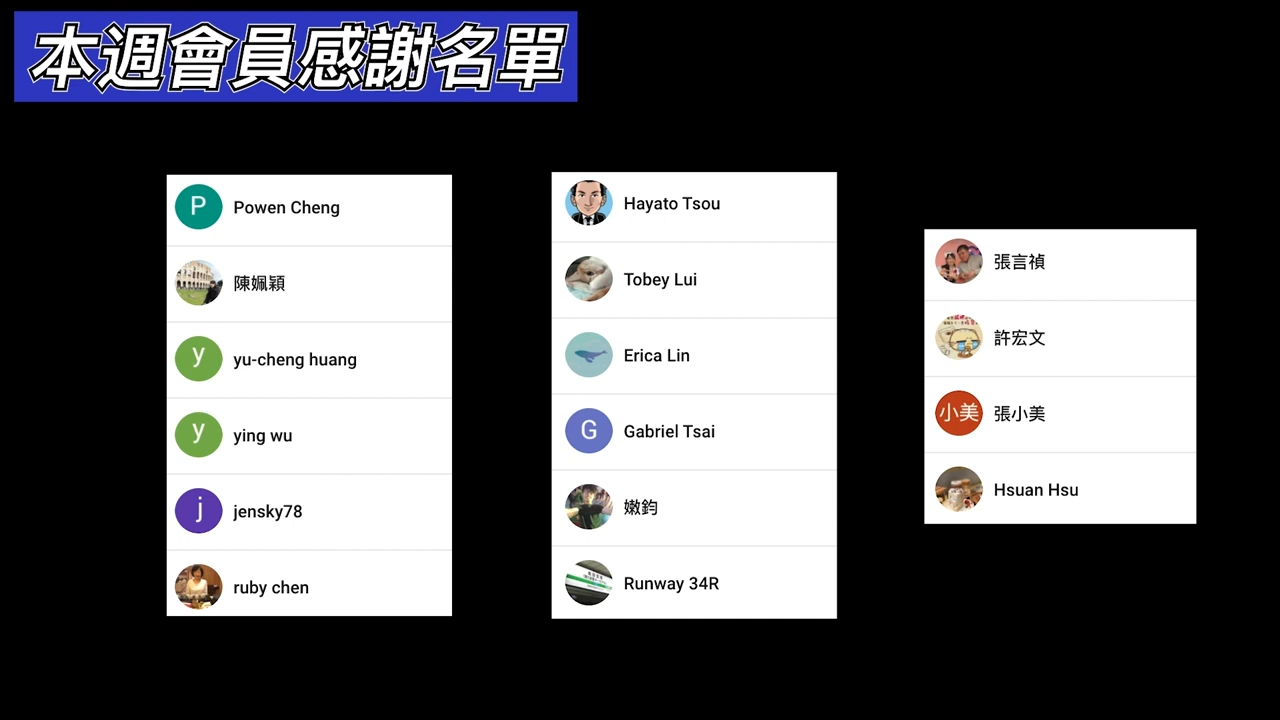 本週會員感謝名單
P Powen Cheng
陳姵穎
y yu-cheng huang
y ying wu
j jensky78
ruby chen
Hayato Tsou
Tobey Lui
Erica Lin
G Gabriel Tsai
嫩鈞
Runway 34R
張言禎
許宏文
小美 張小美
Hsuan Hsu